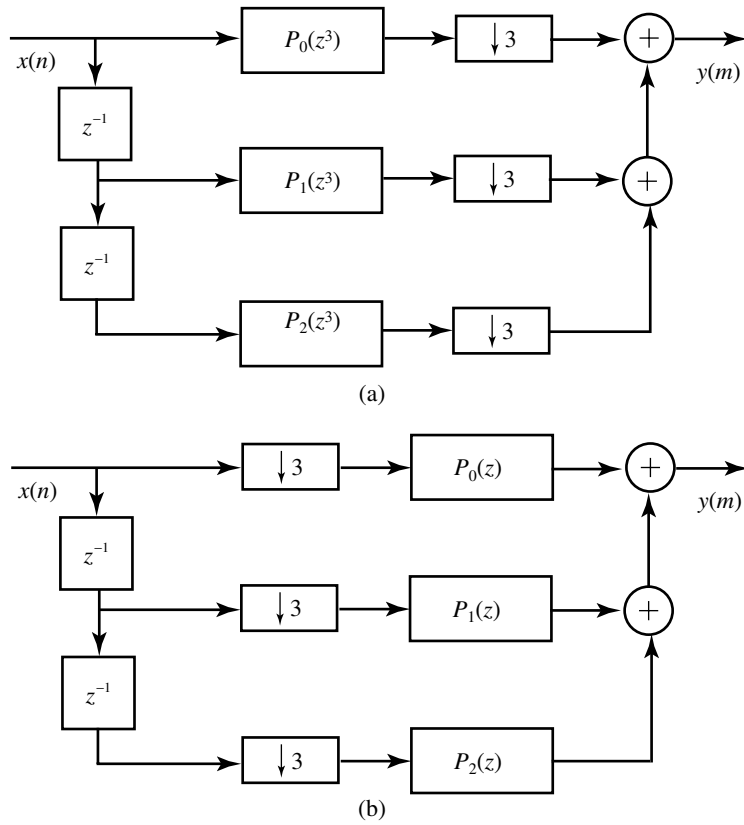 P₀(z³)
↓ 3
+
x(n)
y(m)
z⁻¹
P₁(z³)
↓ 3
+
z⁻¹
P₂(z³)
↓ 3
(a)
↓ 3
P₀(z)
+
x(n)
y(m)
z⁻¹
↓ 3
P₁(z)
+
z⁻¹
↓ 3
P₂(z)
(b)